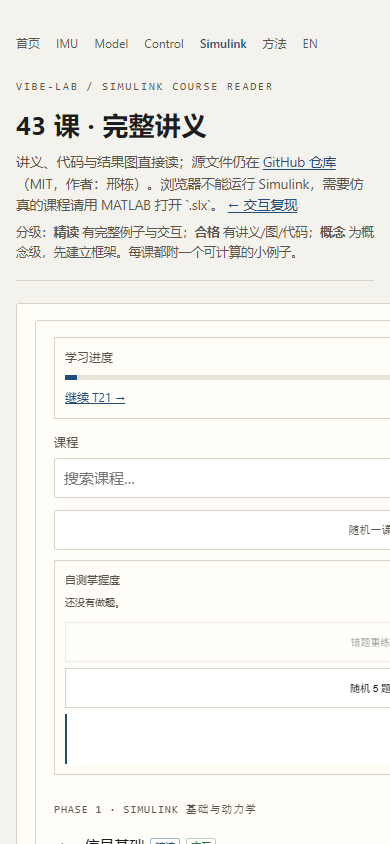 首页 IMU Model Control Simulink 方法 EN
VIBE-LAB / SIMULINK COURSE READER
43 课 · 完整讲义
讲义、代码与结果图直接读；源文件仍在 GitHub 仓库
（MIT，作者：邢栋）。浏览器不能运行 Simulink，需要仿
真的课程请用 MATLAB 打开 `.slx`。 ← 交互复现
分级：精读 有完整例子与交互；合格 有讲义/图/代码；概念 为概
念级，先建立框架。每课都附一个可计算的小例子。
学习进度
继续 T21 →
课程
搜索课程...
随机一课
自测掌握度
还没有做题。
错题重练
随机 5 题
PHASE 1 · SIMULINK 基础与动力学